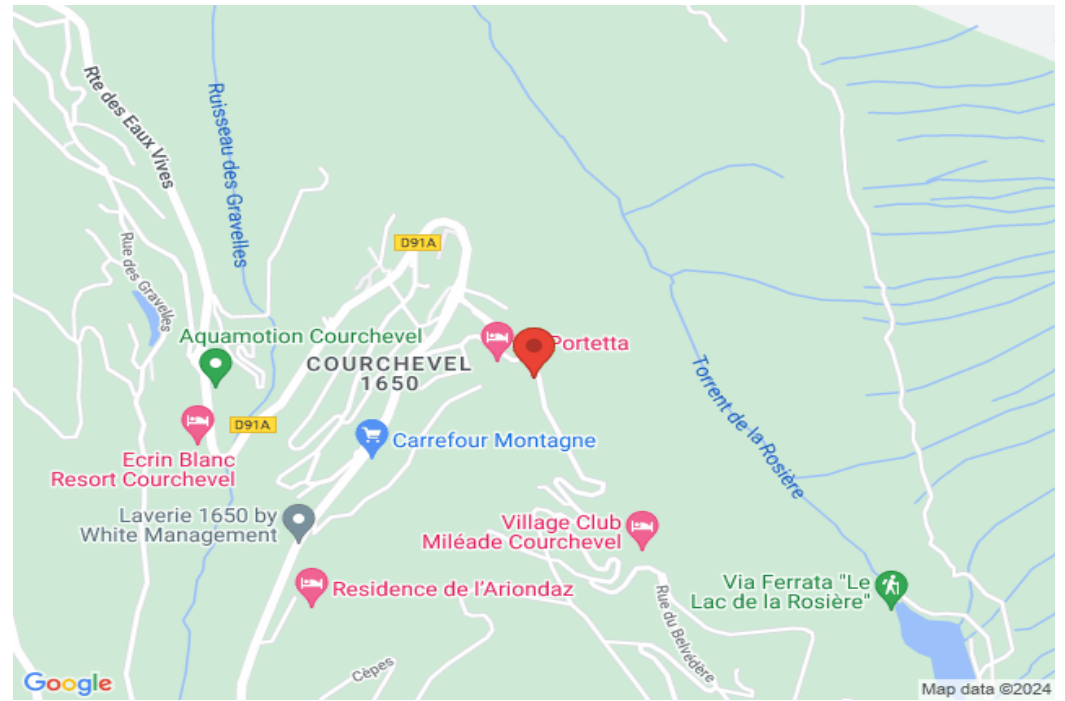 Rte des Eaux Vives
Ruisseau des Gravelles
D91A
Rue des Gravelles
Aquamotion Courchevel
Portetta
COURCHEVEL
1650
Torrent de la Rosière
D91A
Carrefour Montagne
Ecrin Blanc
Resort Courchevel
Laverie 1650 by
White Management
Village Club
Miléade Courchevel
Residence de l'Ariondaz
Via Ferrata "Le
Lac de la Rosière"
Rue du Belvédère
Cèpes
Google
Map data ©2024